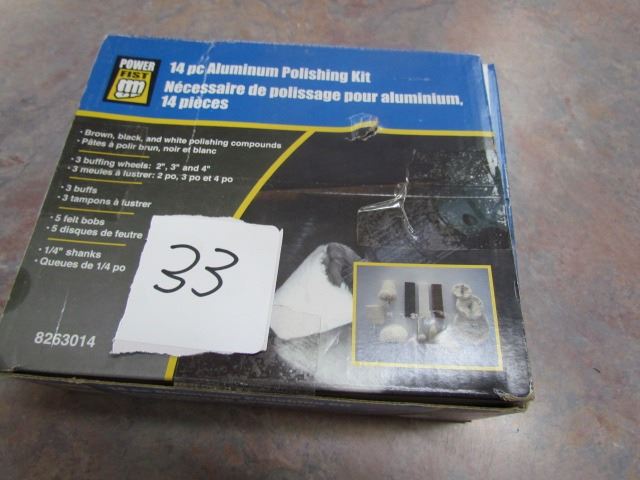 POWER
FIST
14 pc Aluminum Polishing Kit
Nécessaire de polissage pour aluminium,
14 pièces
• Brown, black, and white polishing compounds
• Pâtes à polir brun, noir et blanc
• 3 buffing wheels: 2", 3" and 4"
• 3 meules à lustrer: 2 po, 3 po et 4 po
• 3 buffs
• 3 tampons à lustrer
• 5 felt bobs
• 5 disques de feutre
• 1/4" shanks
• Queues de 1/4 po
33
8263014